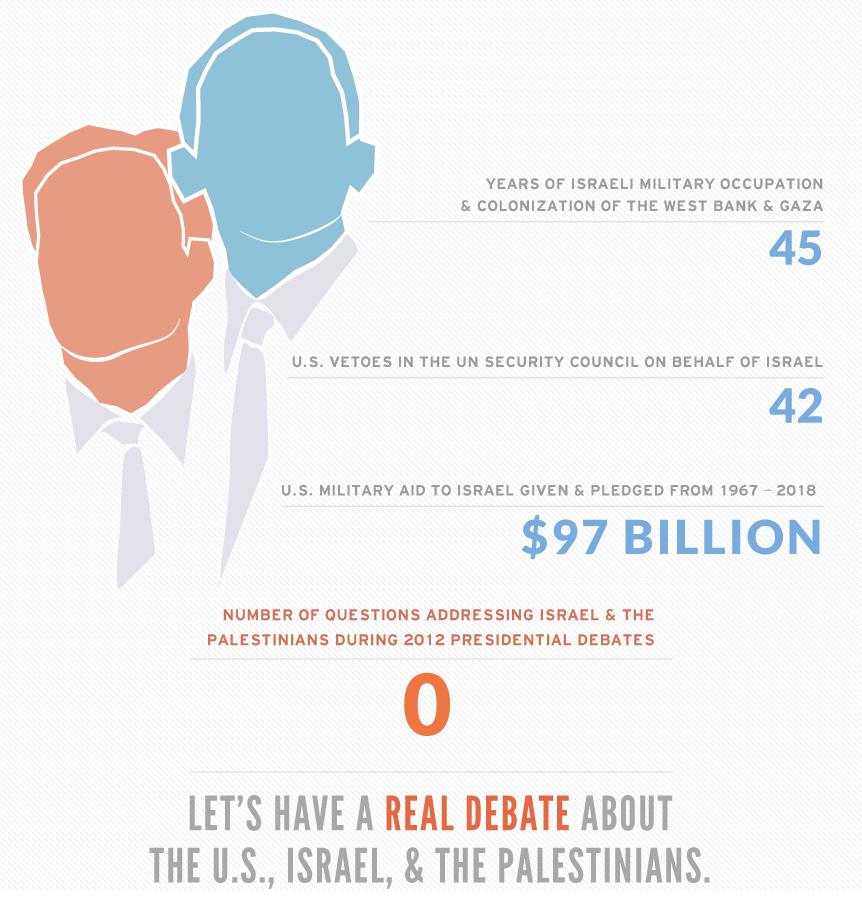 YEARS OF ISRAELI MILITARY OCCUPATION
& COLONIZATION OF THE WEST BANK & GAZA
45
U.S. VETOES IN THE UN SECURITY COUNCIL ON BEHALF OF ISRAEL
42
U.S. MILITARY AID TO ISRAEL GIVEN & PLEDGED FROM 1967 – 2018
$97 BILLION
NUMBER OF QUESTIONS ADDRESSING ISRAEL & THE
PALESTINIANS DURING 2012 PRESIDENTIAL DEBATES
0
LET'S HAVE A REAL DEBATE ABOUT
THE U.S., ISRAEL, & THE PALESTINIANS.